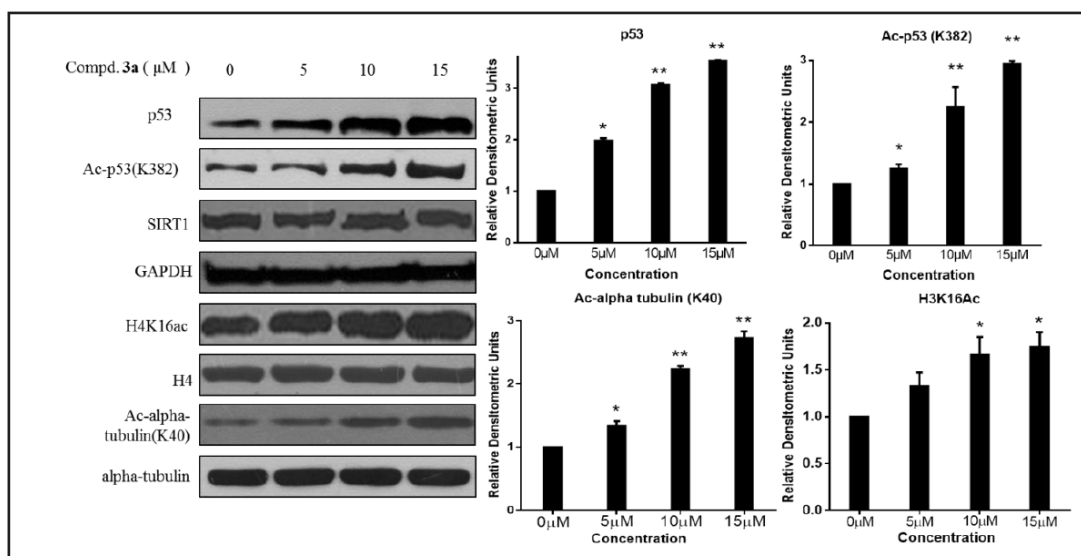 Compd. 3a ( μM ) 0 5 10 15
p53
Ac-p53(K382)
SIRT1
GAPDH
H4K16ac
H4
Ac-alpha-
tubulin(K40)
alpha-tubulin
p53
Relative Densitometric Units
3
2
1
0
*
**
**
0μM 5μM 10μM 15μM
Concentration
Ac-p53 (K382)
Relative Densitometric Units
3
2
1
0
*
**
**
0μM 5μM 10μM 15μM
Concentration
Ac-alpha tubulin (K40)
Relative Densitometric Units
3
2
1
0
*
**
**
0μM 5μM 10μM 15μM
Concentration
H3K16Ac
Relative Densitometric Units
2.0
1.5
1.0
0.5
0.0
*
*
0μM 5μM 10μM 15μM
Concentration